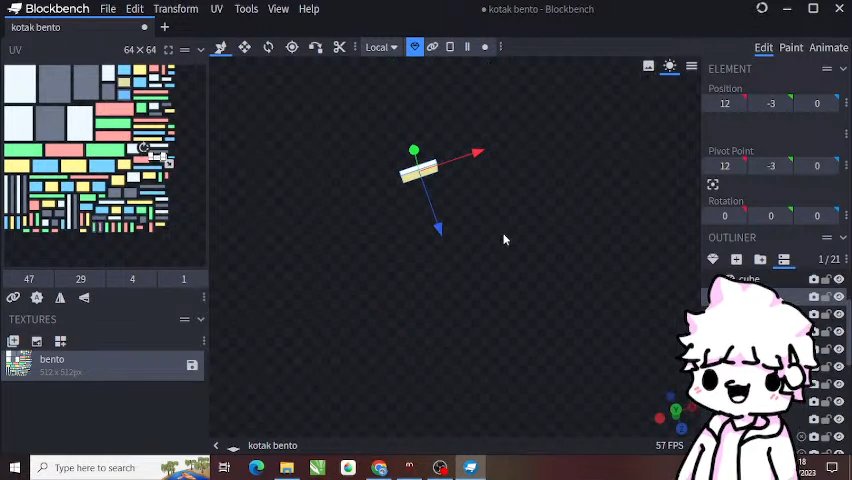 Blockbench File Transform UV Tools View Help kotak bento - Blockbench
kotak bento
UV 64 × 64
Local
Edit Paint Animate
ELEMENT
Position
12 -3 0
Pivot Point
12 -3 0
Rotation
0 0 0
OUTLINER
1 / 21
cube
47 29 4 1
TEXTURES
bento
512 x 512px
kotak bento 57 FPS
Type here to search